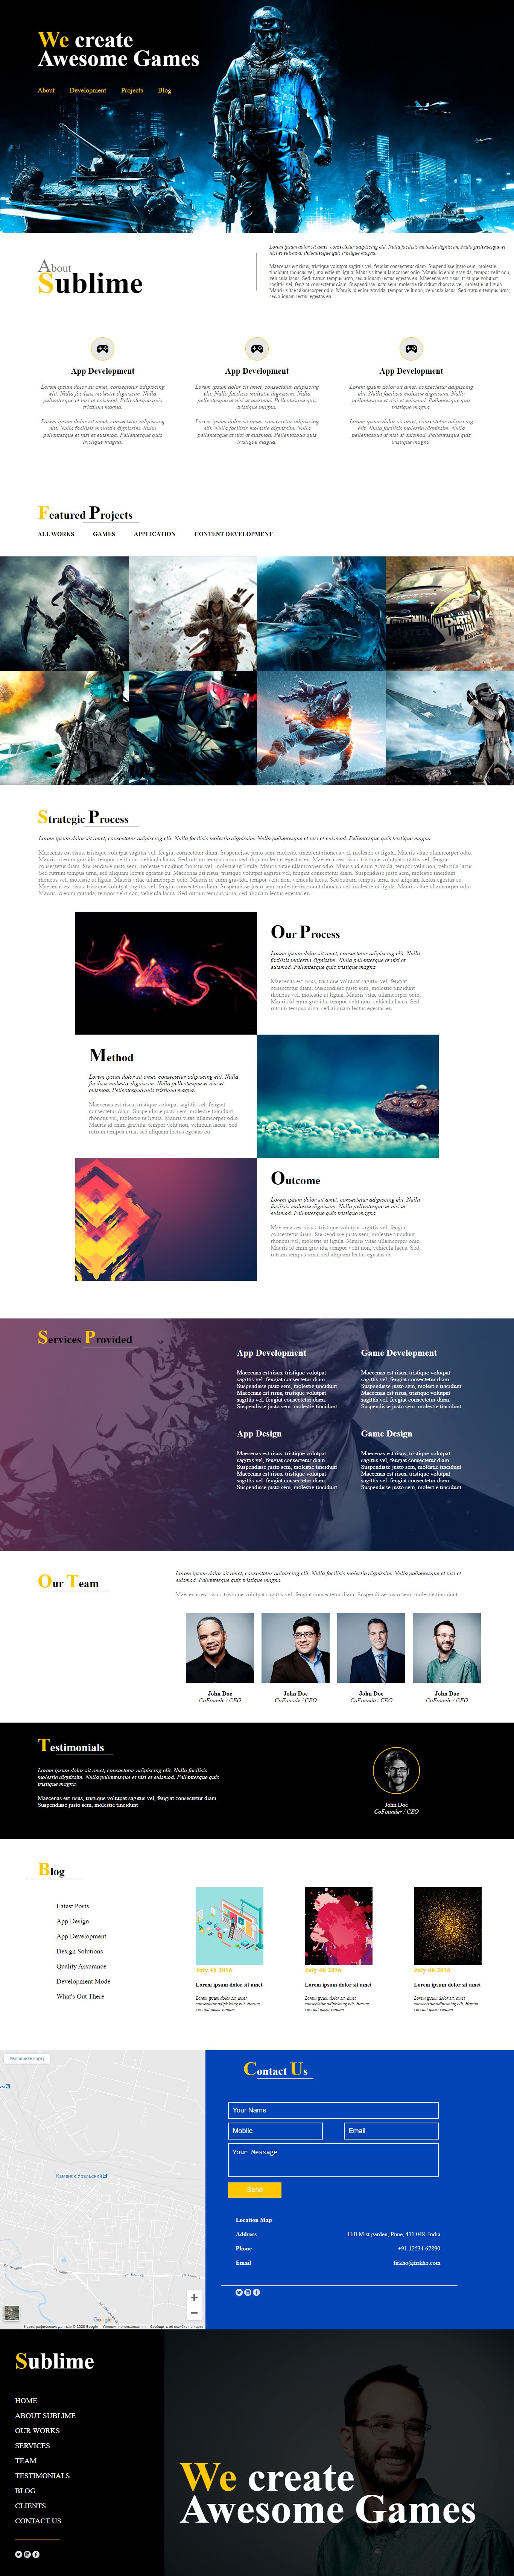 We create
Awesome Games
About Development Projects Blog
About
Sublime
Lorem ipsum dolor sit amet, consectetur adipiscing elit. Nulla facilisis molestie dignissim. Nulla pellentesque et nisi et
euismod. Pellentesque quis tristique magna.
Maecenas est risus, tristique volutpat sagittis vel, feugiat consectetur diam. Suspendisse justo sem, molestie
tincidunt rhoncus vel, molestie ut ligula. Mauris vitae ullamcorper odio. Mauris id enim gravida, tempor velit non,
vehicula lacus. Sed rutrum tempus urna, sed aliquam lectus egestas eu. Sed rutrum tempus urna,
sed aliquam lectus egestas eu
App Development
Lorem ipsum dolor sit amet, consectetur adipiscing
elit. Nulla facilisis molestie dignissim. Nulla
pellentesque et nisi et euismod. Pellentesque quis
tristique magna.
Lorem ipsum dolor sit amet, consectetur adipiscing
elit. Nulla facilisis molestie dignissim. Nulla
pellentesque et nisi et euismod. Pellentesque quis
tristique magna.
App Development
Lorem ipsum dolor sit amet, consectetur adipiscing
elit. Nulla facilisis molestie dignissim. Nulla
pellentesque et nisi et euismod. Pellentesque quis
tristique magna.
Lorem ipsum dolor sit amet, consectetur adipiscing
elit. Nulla facilisis molestie dignissim. Nulla
pellentesque et nisi et euismod. Pellentesque quis
tristique magna.
App Development
Lorem ipsum dolor sit amet, consectetur adipiscing
elit. Nulla facilisis molestie dignissim. Nulla
pellentesque et nisi et euismod. Pellentesque quis
tristique magna.
Lorem ipsum dolor sit amet, consectetur adipiscing
elit. Nulla facilisis molestie dignissim. Nulla
pellentesque et nisi et euismod. Pellentesque quis
tristique magna.
Featured Projects
ALL WORKS GAMES APPLICATION CONTENT DEVELOPMENT
Strategic Process
Lorem ipsum dolor sit amet, consectetur adipiscing elit. Nulla facilisis molestie dignissim. Nulla pellentesque et nisi et euismod. Pellentesque quis tristique magna.
Maecenas est risus, tristique volutpat sagittis vel, feugiat consectetur diam. Suspendisse justo sem, molestie tincidunt rhoncus vel, molestie ut ligula. Mauris vitae ullamcorper odio.
Mauris id enim gravida, tempor velit non, vehicula lacus. Sed rutrum tempus urna, sed aliquam lectus egestas eu. Maecenas est risus, tristique volutpat sagittis vel, feugiat
consectetur diam. Suspendisse justo sem, molestie tincidunt rhoncus vel, molestie ut ligula. Mauris vitae ullamcorper odio. Mauris id enim gravida, tempor velit non, vehicula lacus.
Sed rutrum tempus urna, sed aliquam lectus egestas eu. Maecenas est risus, tristique volutpat sagittis vel, feugiat consectetur diam. Suspendisse justo sem, molestie tincidunt
rhoncus vel, molestie ut ligula. Mauris vitae ullamcorper odio. Mauris id enim gravida, tempor velit non, vehicula lacus. Sed rutrum tempus urna, sed aliquam lectus egestas eu.
Maecenas est risus, tristique volutpat sagittis vel, feugiat consectetur diam. Suspendisse justo sem, molestie tincidunt rhoncus vel, molestie ut ligula. Mauris vitae ullamcorper odio.
Mauris id enim gravida, tempor velit non, vehicula lacus. Sed rutrum tempus urna, sed aliquam lectus egestas eu
Our Process
Lorem ipsum dolor sit amet, consectetur adipiscing elit. Nulla
facilisis molestie dignissim. Nulla pellentesque et nisi et
euismod. Pellentesque quis tristique magna.
Maecenas est risus, tristique volutpat sagittis vel, feugiat
consectetur diam. Suspendisse justo sem, molestie tincidunt
rhoncus vel, molestie ut ligula. Mauris vitae ullamcorper odio.
Mauris id enim gravida, tempor velit non, vehicula lacus. Sed
rutrum tempus urna, sed aliquam lectus egestas eu
Method
Lorem ipsum dolor sit amet, consectetur adipiscing elit. Nulla
facilisis molestie dignissim. Nulla pellentesque et nisi et
euismod. Pellentesque quis tristique magna.
Maecenas est risus, tristique volutpat sagittis vel, feugiat
consectetur diam. Suspendisse justo sem, molestie tincidunt
rhoncus vel, molestie ut ligula. Mauris vitae ullamcorper odio.
Mauris id enim gravida, tempor velit non, vehicula lacus. Sed
rutrum tempus urna, sed aliquam lectus egestas eu
Outcome
Lorem ipsum dolor sit amet, consectetur adipiscing elit. Nulla
facilisis molestie dignissim. Nulla pellentesque et nisi et
euismod. Pellentesque quis tristique magna.
Maecenas est risus, tristique volutpat sagittis vel, feugiat
consectetur diam. Suspendisse justo sem, molestie tincidunt
rhoncus vel, molestie ut ligula. Mauris vitae ullamcorper odio.
Mauris id enim gravida, tempor velit non, vehicula lacus. Sed
rutrum tempus urna, sed aliquam lectus egestas eu
Services Provided
App Development
Maecenas est risus, tristique volutpat
sagittis vel, feugiat consectetur diam.
Suspendisse justo sem, molestie tincidunt
Maecenas est risus, tristique volutpat
sagittis vel, feugiat consectetur diam.
Suspendisse justo sem, molestie tincidunt
Game Development
Maecenas est risus, tristique volutpat
sagittis vel, feugiat consectetur diam.
Suspendisse justo sem, molestie tincidunt
Maecenas est risus, tristique volutpat
sagittis vel, feugiat consectetur diam.
Suspendisse justo sem, molestie tincidunt
App Design
Maecenas est risus, tristique volutpat
sagittis vel, feugiat consectetur diam.
Suspendisse justo sem, molestie tincidunt
Maecenas est risus, tristique volutpat
sagittis vel, feugiat consectetur diam.
Suspendisse justo sem, molestie tincidunt
Game Design
Maecenas est risus, tristique volutpat
sagittis vel, feugiat consectetur diam.
Suspendisse justo sem, molestie tincidunt
Maecenas est risus, tristique volutpat
sagittis vel, feugiat consectetur diam.
Suspendisse justo sem, molestie tincidunt
Our Team
Lorem ipsum dolor sit amet, consectetur adipiscing elit. Nulla facilisis molestie dignissim. Nulla pellentesque et nisi et
euismod. Pellentesque quis tristique magna.
Maecenas est risus, tristique volutpat sagittis vel, feugiat consectetur diam. Suspendisse justo sem, molestie tincidunt
John Doe
CoFounde / CEO
John Doe
CoFounde / CEO
John Doe
CoFounde / CEO
John Doe
CoFounde / CEO
Testimonials
Lorem ipsum dolor sit amet, consectetur adipiscing elit. Nulla facilisis
molestie dignissim. Nulla pellentesque et nisi et euismod. Pellentesque quis
tristique magna.
Maecenas est risus, tristique volutpat sagittis vel, feugiat consectetur diam.
Suspendisse justo sem, molestie tincidunt
John Doe
CoFounder / CEO
Blog
Latest Posts
App Design
App Development
Design Solutions
Quality Assurance
Development Mode
What's Out There
July 4h 2016
Lorem ipsum dolor sit amet
Lorem ipsum dolor sit amet,
consectetur adipiscing elit. Harum
suscipit quasi veniam
July 4h 2016
Lorem ipsum dolor sit amet
Lorem ipsum dolor sit amet,
consectetur adipiscing elit. Harum
suscipit quasi veniam
July 4h 2016
Lorem ipsum dolor sit amet
Lorem ipsum dolor sit amet,
consectetur adipiscing elit. Harum
suscipit quasi veniam
Увеличить карту
Каменск-Уральский
Google
Картографические данные © 2020 Google Условия использования Сообщить об ошибке на карте
Contact Us
Your Name
Mobile Email
Your Message
Send
Location Map
Address Hill Mist garden, Pune, 411 048. India
Phone +91 12534 67890
Email firkho@firkho.com
Sublime
HOME
ABOUT SUBLIME
OUR WORKS
SERVICES
TEAM
TESTIMONIALS
BLOG
CLIENTS
CONTACT US
We create
Awesome Games